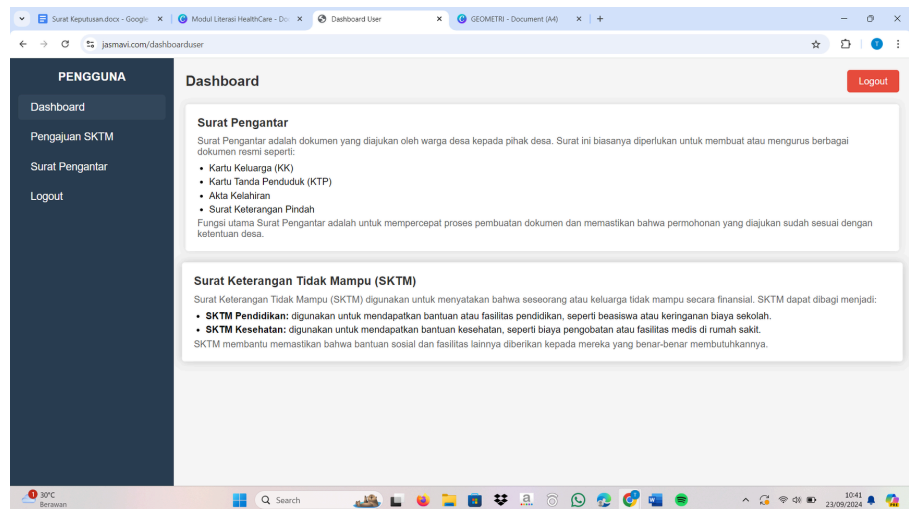 Surat Keputusan.docx - Google
Modul Literasi HealthCare - Do
Dashboard User
GEOMETRI - Document (A4)
jasmavi.com/dashboarduser
T
PENGGUNA
Dashboard
Pengajuan SKTM
Surat Pengantar
Logout
Dashboard
Logout
Surat Pengantar
Surat Pengantar adalah dokumen yang diajukan oleh warga desa kepada pihak desa. Surat ini biasanya diperlukan untuk membuat atau mengurus berbagai
dokumen resmi seperti:
• Kartu Keluarga (KK)
• Kartu Tanda Penduduk (KTP)
• Akta Kelahiran
• Surat Keterangan Pindah
Fungsi utama Surat Pengantar adalah untuk mempercepat proses pembuatan dokumen dan memastikan bahwa permohonan yang diajukan sudah sesuai dengan
ketentuan desa.
Surat Keterangan Tidak Mampu (SKTM)
Surat Keterangan Tidak Mampu (SKTM) digunakan untuk menyatakan bahwa seseorang atau keluarga tidak mampu secara finansial. SKTM dapat dibagi menjadi:
• SKTM Pendidikan: digunakan untuk mendapatkan bantuan atau fasilitas pendidikan, seperti beasiswa atau keringanan biaya sekolah.
• SKTM Kesehatan: digunakan untuk mendapatkan bantuan kesehatan, seperti biaya pengobatan atau fasilitas medis di rumah sakit.
SKTM membantu memastikan bahwa bantuan sosial dan fasilitas lainnya diberikan kepada mereka yang benar-benar membutuhkannya.
1
30°C
Berawan
Search
10:41
23/09/2024